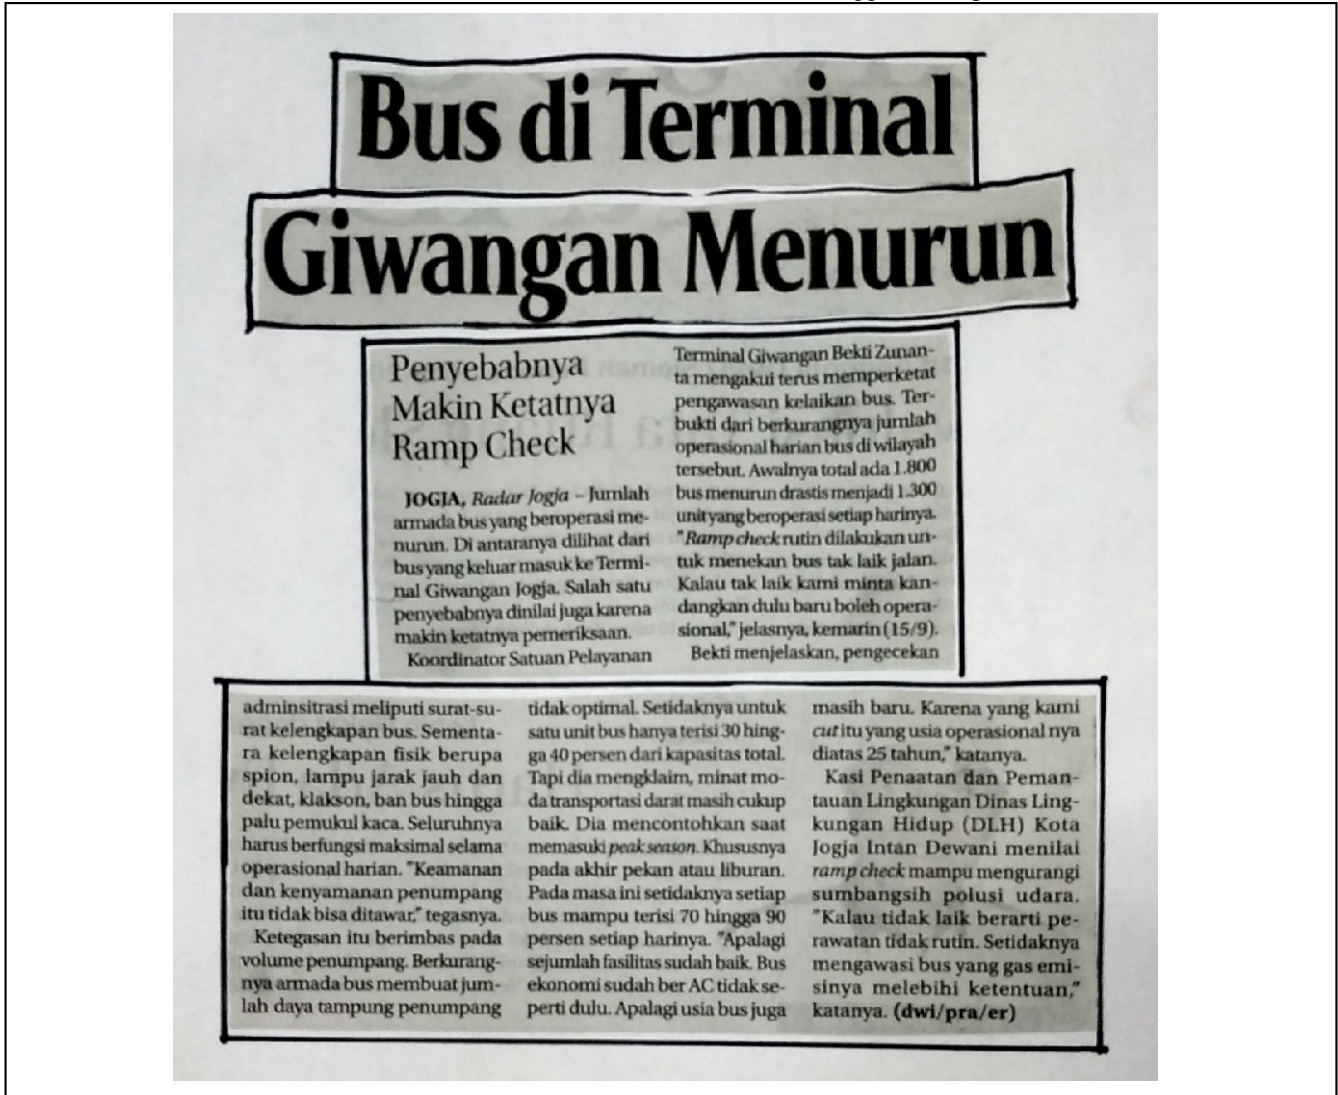 Bus di Terminal
Giwangan Menurun
Penyebabnya
Makin Ketatnya
Ramp Check
JOGJA, Radar Jogja – Jumlah
armada bus yang beroperasi me-
nurun. Di antaranya dilihat dari
bus yang keluar masuk ke Termi-
nal Giwangan Jogja. Salah satu
penyebabnya dinilai juga karena
makin ketatnya pemeriksaan.
Koordinator Satuan Pelayanan
Terminal Giwangan Bekti Zunan-
ta mengakui terus memperketat
pengawasan kelaikan bus. Ter-
bukti dari berkurangnya jumlah
operasional harian bus di wilayah
tersebut. Awalnya total ada 1.800
bus menurun drastis menjadi 1.300
unit yang beroperasi setiap harinya.
"Ramp check rutin dilakukan un-
tuk menekan bus tak laik jalan.
Kalau tak laik kami minta kan-
dangkan dulu baru boleh opera-
sional," jelasnya, kemarin (15/9).
Bekti menjelaskan, pengecekan
adminsitrasi meliputi surat-su-
rat kelengkapan bus. Sementa-
ra kelengkapan fisik berupa
spion, lampu jarak jauh dan
dekat, klakson, ban bus hingga
palu pemukul kaca. Seluruhnya
harus berfungsi maksimal selama
operasional harian. "Keamanan
dan kenyamanan penumpang
itu tidak bisa ditawar," tegasnya.
Ketegasan itu berimbas pada
volume penumpang. Berkurang-
nya armada bus membuat jum-
lah daya tampung penumpang
tidak optimal. Setidaknya untuk
satu unit bus hanya terisi 30 hing-
ga 40 persen dari kapasitas total.
Tapi dia mengklaim, minat mo-
da transportasi darat masih cukup
baik. Dia mencontohkan saat
memasuki peak season. Khususnya
pada akhir pekan atau liburan.
Pada masa ini setidaknya setiap
bus mampu terisi 70 hingga 90
persen setiap harinya. "Apalagi
sejumlah fasilitas sudah baik. Bus
ekonomi sudah ber AC tidak se-
perti dulu. Apalagi usia bus juga
masih baru. Karena yang kami
cut itu yang usia operasional nya
diatas 25 tahun," katanya.
Kasi Penaatan dan Peman-
tauan Lingkungan Dinas Ling-
kungan Hidup (DLH) Kota
Jogja Intan Dewani menilai
ramp check mampu mengurangi
sumbangsih polusi udara.
"Kalau tidak laik berarti pe-
rawatan tidak rutin. Setidaknya
mengawasi bus yang gas emi-
sinya melebihi ketentuan,"
katanya. (dwi/pra/er)